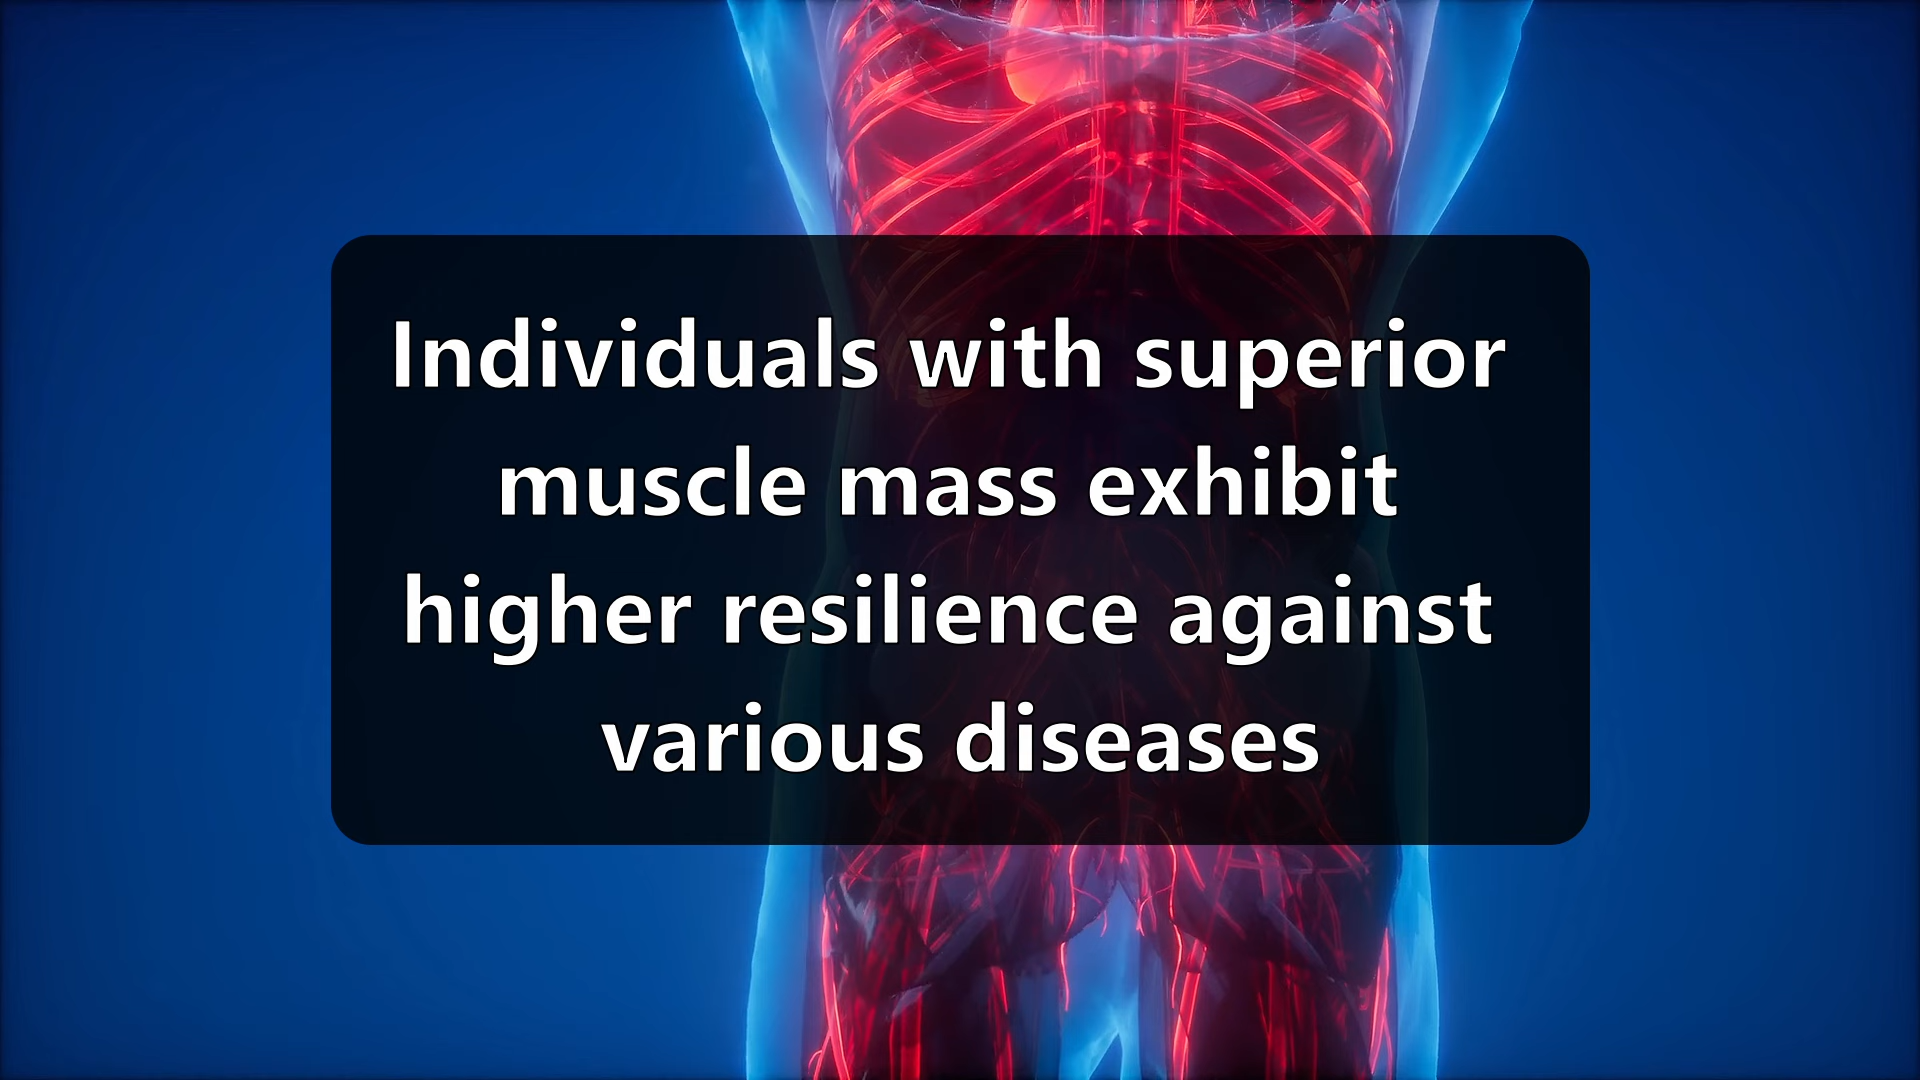 Individuals with superior
muscle mass exhibit
higher resilience against
various diseases